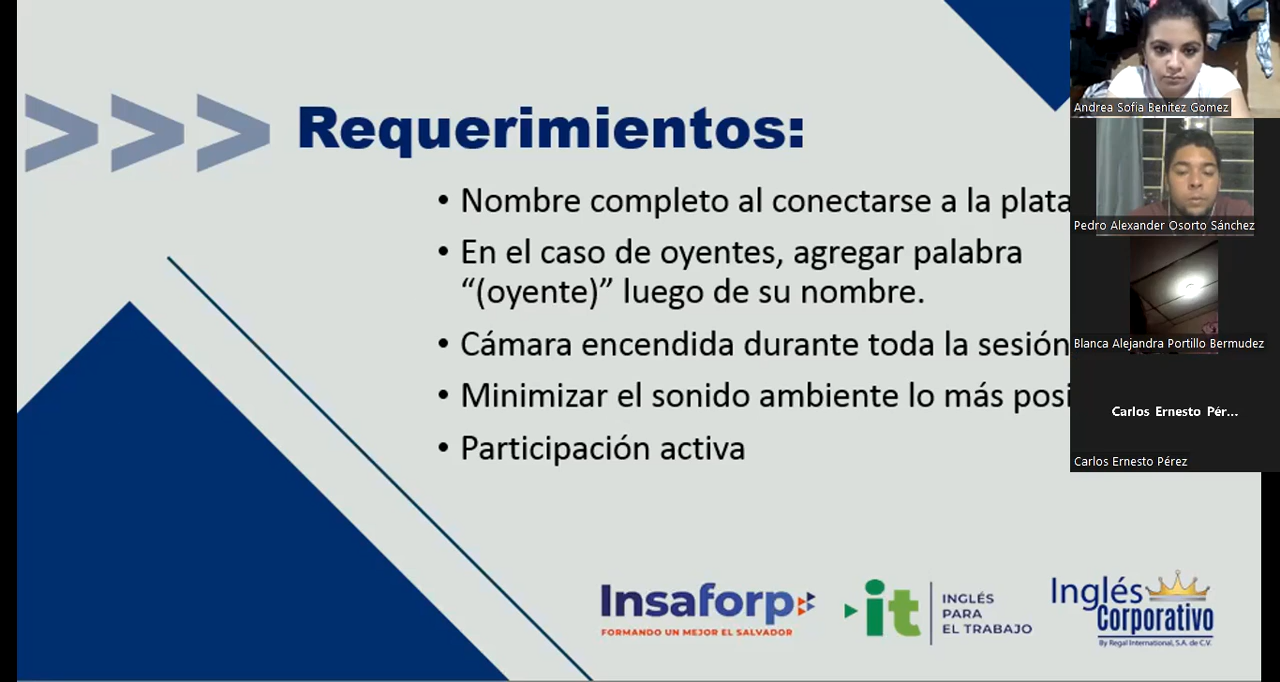 >>> Requerimientos:
• Nombre completo al conectarse a la plata
• En el caso de oyentes, agregar palabra
“(oyente)” luego de su nombre.
• Cámara encendida durante toda la sesión
• Minimizar el sonido ambiente lo más posi
• Participación activa
Insaforp
FORMANDO UN MEJOR EL SALVADOR
it
INGLÉS
PARA
EL TRABAJO
Inglés
Corporativo
By Regal International, S.A. de C.V.
Andrea Sofia Benitez Gomez
Pedro Alexander Osorto Sánchez
Blanca Alejandra Portillo Bermudez
Carlos Ernesto Pér...
Carlos Ernesto Pérez